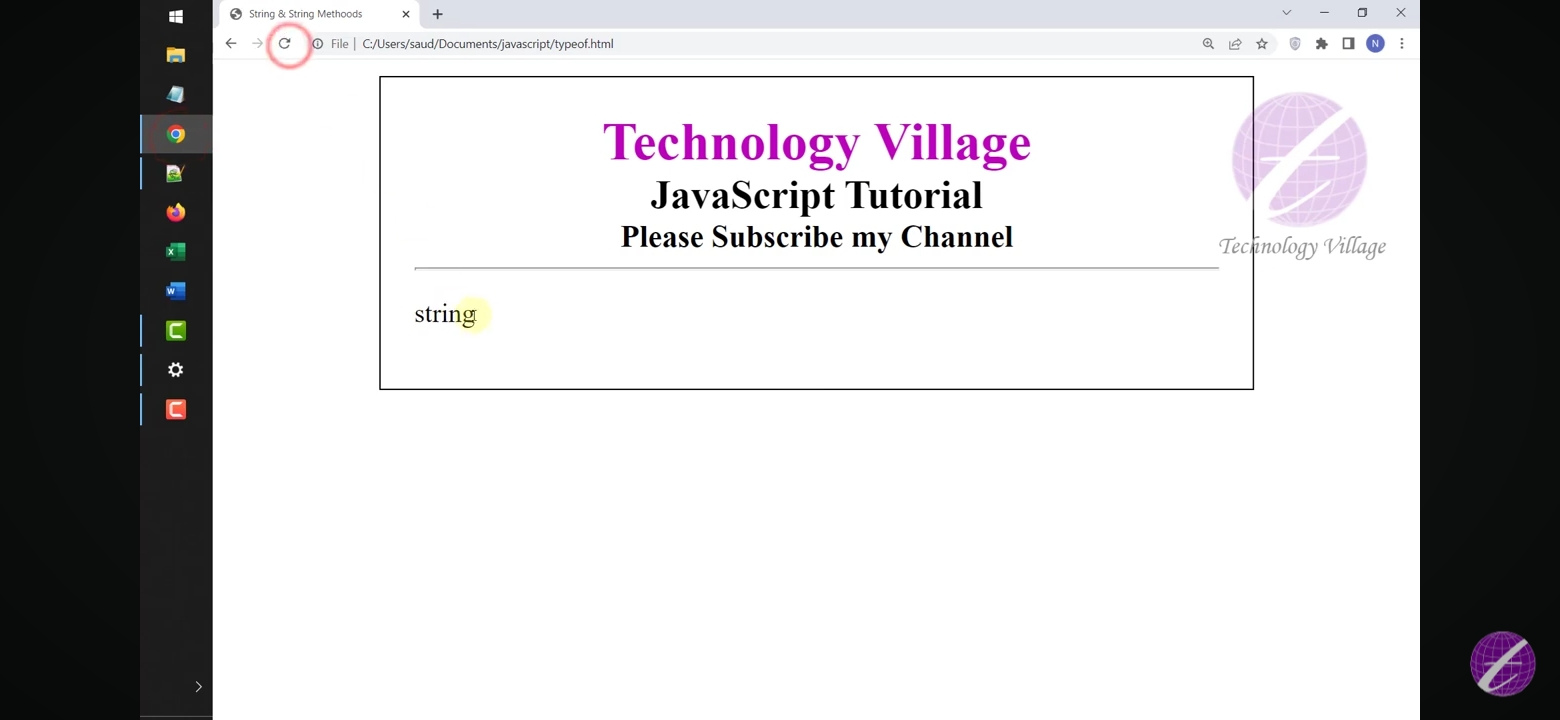 String & String Methoods
File
C:/Users/saud/Documents/javascript/typeof.html
N
Technology Village
JavaScript Tutorial
Please Subscribe my Channel
Technology Village
string